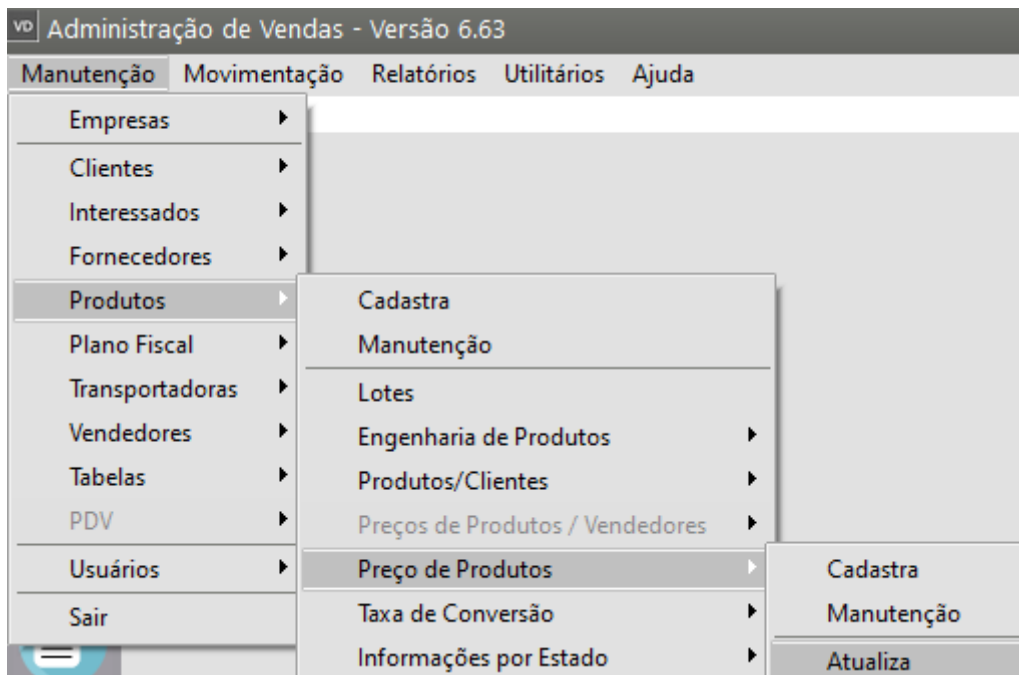 VD Administração de Vendas - Versão 6.63
Manutenção Movimentação Relatórios Utilitários Ajuda
Empresas
Clientes
Interessados
Fornecedores
Produtos
Plano Fiscal
Transportadoras
Vendedores
Tabelas
PDV
Usuários
Sair
Cadastra
Manutenção
Lotes
Engenharia de Produtos
Produtos/Clientes
Preços de Produtos / Vendedores
Preço de Produtos
Taxa de Conversão
Informações por Estado
Cadastra
Manutenção
Atualiza